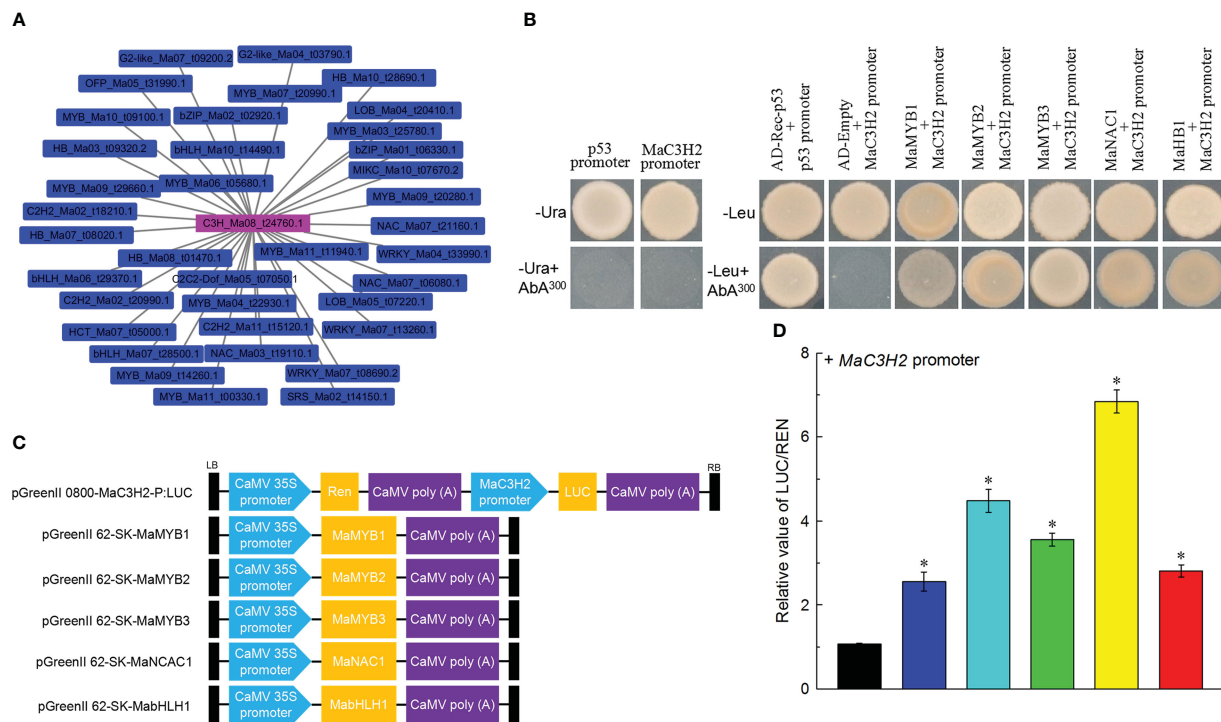 A
G2-like_Ma07_t09200.2
G2-like_Ma04_t03790.1
OFP_Ma05_t31990.1
HB_Ma10_t28690.1
MYB_Ma07_t20990.1
MYB_Ma10_t09100.1
bZIP_Ma02_t02920.1
LOB_Ma04_t20410.1
MYB_Ma03_t25780.1
HB_Ma03_t09320.2
bHLH_Ma10_t14490.1
bZIP_Ma01_t06330.1
MIKC_Ma10_t07670.2
MYB_Ma09_t29660.1
MYB_Ma06_t05680.1
MYB_Ma09_t20280.1
C2H2_Ma02_t18210.1
C3H_Ma08_t24760.1
NAC_Ma07_t21160.1
HB_Ma07_t08020.1
HB_Ma08_t01470.1
MYB_Ma11_t11940.1
WRKY_Ma04_t33990.1
bHLH_Ma06_t29370.1
C2C2-Dof_Ma05_t07050.1
NAC_Ma07_t06080.1
C2H2_Ma02_t20990.1
MYB_Ma04_t22930.1
LOB_Ma05_t07220.1
HCT_Ma07_t05000.1
C2H2_Ma11_t15120.1
WRKY_Ma07_t13260.1
bHLH_Ma07_t28500.1
NAC_Ma03_t19110.1
MYB_Ma09_t14260.1
WRKY_Ma07_t08690.2
MYB_Ma11_t00330.1
SRS_Ma02_t14150.1
B
p53
promoter
MaC3H2
promoter
AD-Rec-p53
+
p53 promoter
AD-Empty
+
MaC3H2 promoter
MaMYB1
+
MaC3H2 promoter
MaMYB2
+
MaC3H2 promoter
MaMYB3
+
MaC3H2 promoter
MaNAC1
+
MaC3H2 promoter
MaHB1
+
MaC3H2 promoter
-Ura
-Leu
-Ura+
AbA³⁰⁰
-Leu+
AbA³⁰⁰
C
LB
RB
pGreenII 0800-MaC3H2-P:LUC
CaMV 35S
promoter
Ren
CaMV poly (A)
MaC3H2
promoter
LUC
CaMV poly (A)
pGreenII 62-SK-MaMYB1
CaMV 35S
promoter
MaMYB1
CaMV poly (A)
pGreenII 62-SK-MaMYB2
CaMV 35S
promoter
MaMYB2
CaMV poly (A)
pGreenII 62-SK-MaMYB3
CaMV 35S
promoter
MaMYB3
CaMV poly (A)
pGreenII 62-SK-MaNCAC1
CaMV 35S
promoter
MaNAC1
CaMV poly (A)
pGreenII 62-SK-MabHLH1
CaMV 35S
promoter
MabHLH1
CaMV poly (A)
D
+ MaC3H2 promoter
Relative value of LUC/REN
8
6
4
2
0
*
*
*
*
*